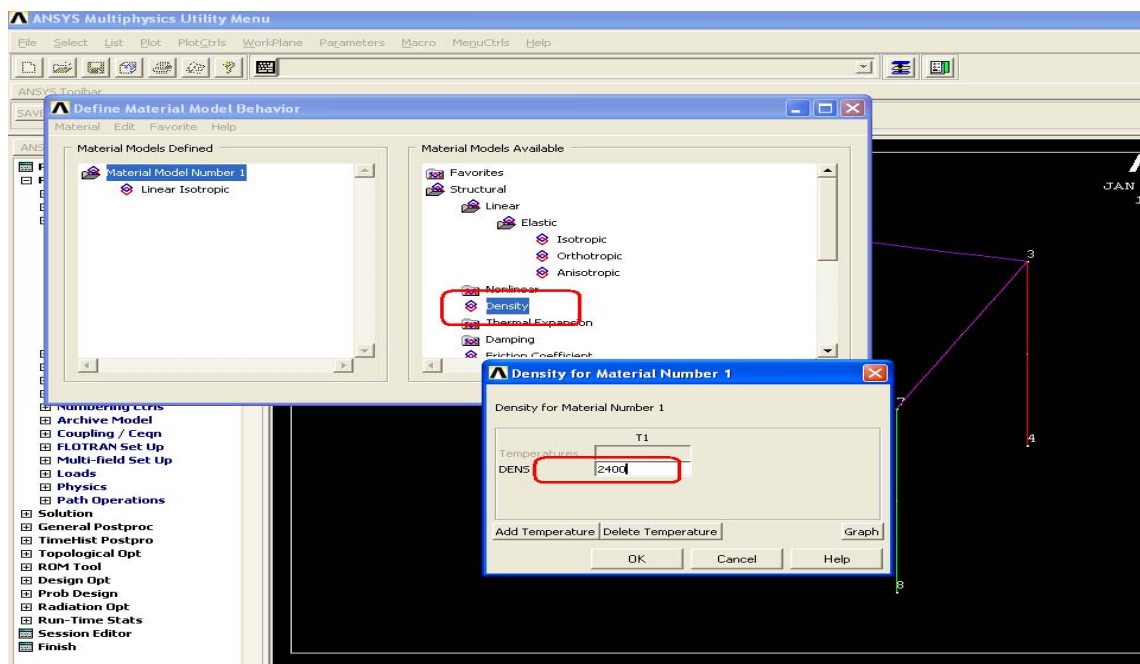 ANSYS Multiphysics Utility Menu
File Select List Plot PlotCtrls WorkPlane Parameters Macro MenuCtrls Help
ANSYS Toolbar
SAVE
Define Material Model Behavior
Material Edit Favorite Help
ANS
Material Models Defined
Material Model Number 1
Linear Isotropic
Material Models Available
Favorites
Structural
Linear
Elastic
Isotropic
Orthotropic
Anisotropic
Nonlinear
Density
Thermal Expansion
Damping
Friction Coefficient
JAN
3
7
4
8
Density for Material Number 1
Density for Material Number 1
T1
Temperatures
DENS 2400
Add Temperature Delete Temperature Graph
OK Cancel Help
Numbering Ctrls
Archive Model
Coupling / Ceqn
FLOTRAN Set Up
Multi-field Set Up
Loads
Physics
Path Operations
Solution
General Postproc
TimeHist Postpro
Topological Opt
ROM Tool
Design Opt
Prob Design
Radiation Opt
Run-Time Stats
Session Editor
Finish